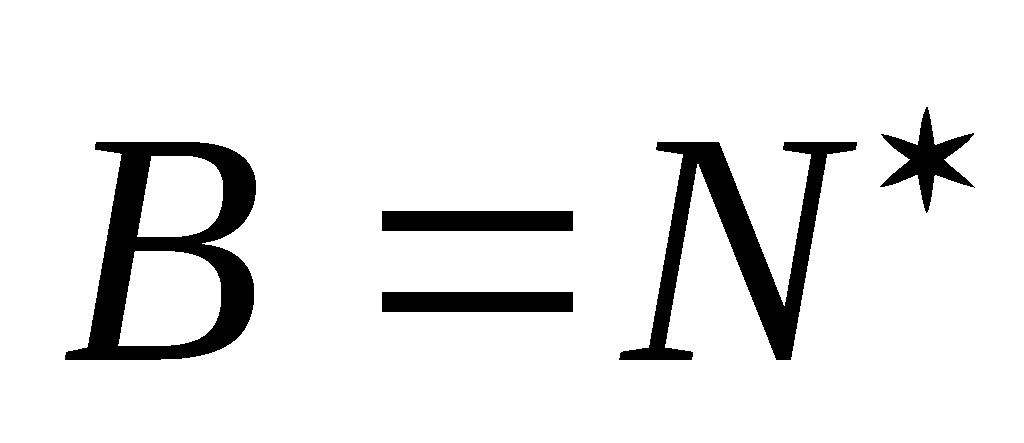 B = N*